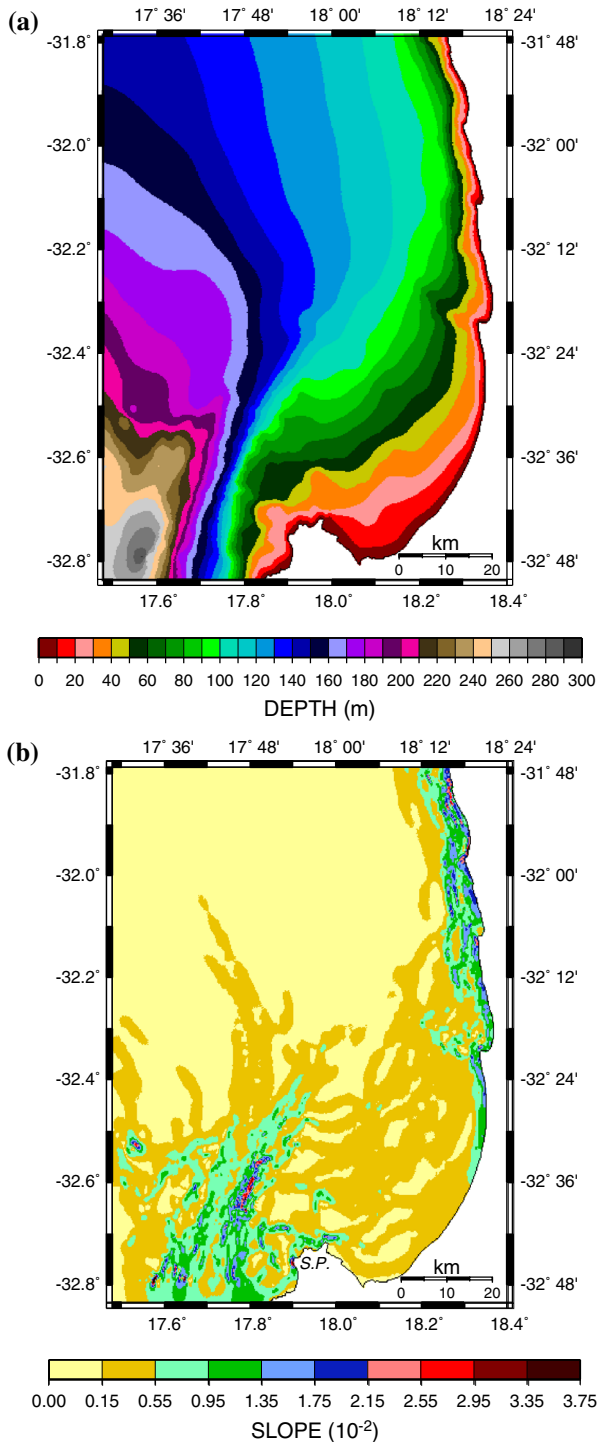 (a)
17° 36' 17° 48' 18° 00' 18° 12' 18° 24'
-31.8° -31° 48'
-32.0° -32° 00'
-32.2° -32° 12'
-32.4° -32° 24'
-32.6° -32° 36'
-32.8° -32° 48'
km
0 10 20
17.6° 17.8° 18.0° 18.2° 18.4°
0 20 40 60 80 100 120 140 160 180 200 220 240 260 280 300
DEPTH (m)
(b)
17° 36' 17° 48' 18° 00' 18° 12' 18° 24'
-31.8° -31° 48'
-32.0° -32° 00'
-32.2° -32° 12'
-32.4° -32° 24'
-32.6° -32° 36'
-32.8° -32° 48'
S.P.
km
0 10 20
17.6° 17.8° 18.0° 18.2° 18.4°
0.00 0.15 0.55 0.95 1.35 1.75 2.15 2.55 2.95 3.35 3.75
SLOPE (10⁻²)